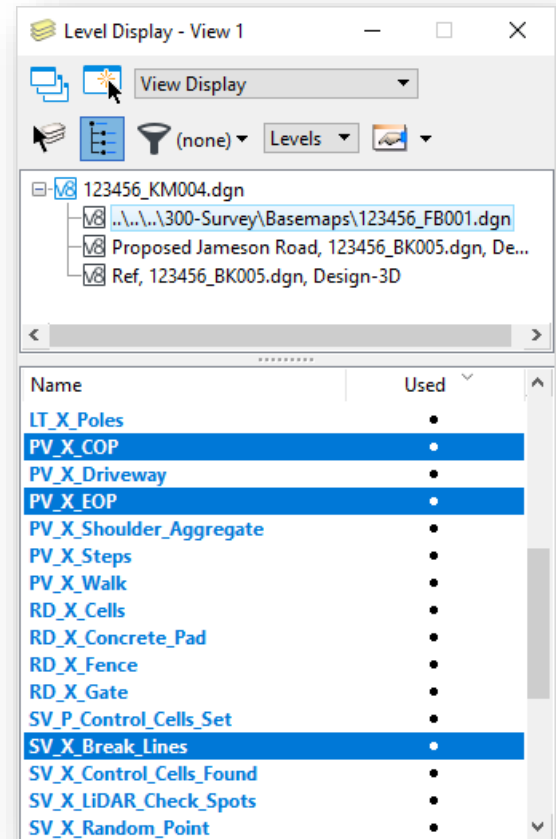 Level Display - View 1
View Display
(none) Levels
123456_KM004.dgn
..\..\..\300-Survey\Basemaps\123456_FB001.dgn
Proposed Jameson Road, 123456_BK005.dgn, De...
Ref, 123456_BK005.dgn, Design-3D
Name Used
LT_X_Poles
PV_X_COP
PV_X_Driveway
PV_X_EOP
PV_X_Shoulder_Aggregate
PV_X_Steps
PV_X_Walk
RD_X_Cells
RD_X_Concrete_Pad
RD_X_Fence
RD_X_Gate
SV_P_Control_Cells_Set
SV_X_Break_Lines
SV_X_Control_Cells_Found
SV_X_LiDAR_Check_Spots
SV_X_Random_Point